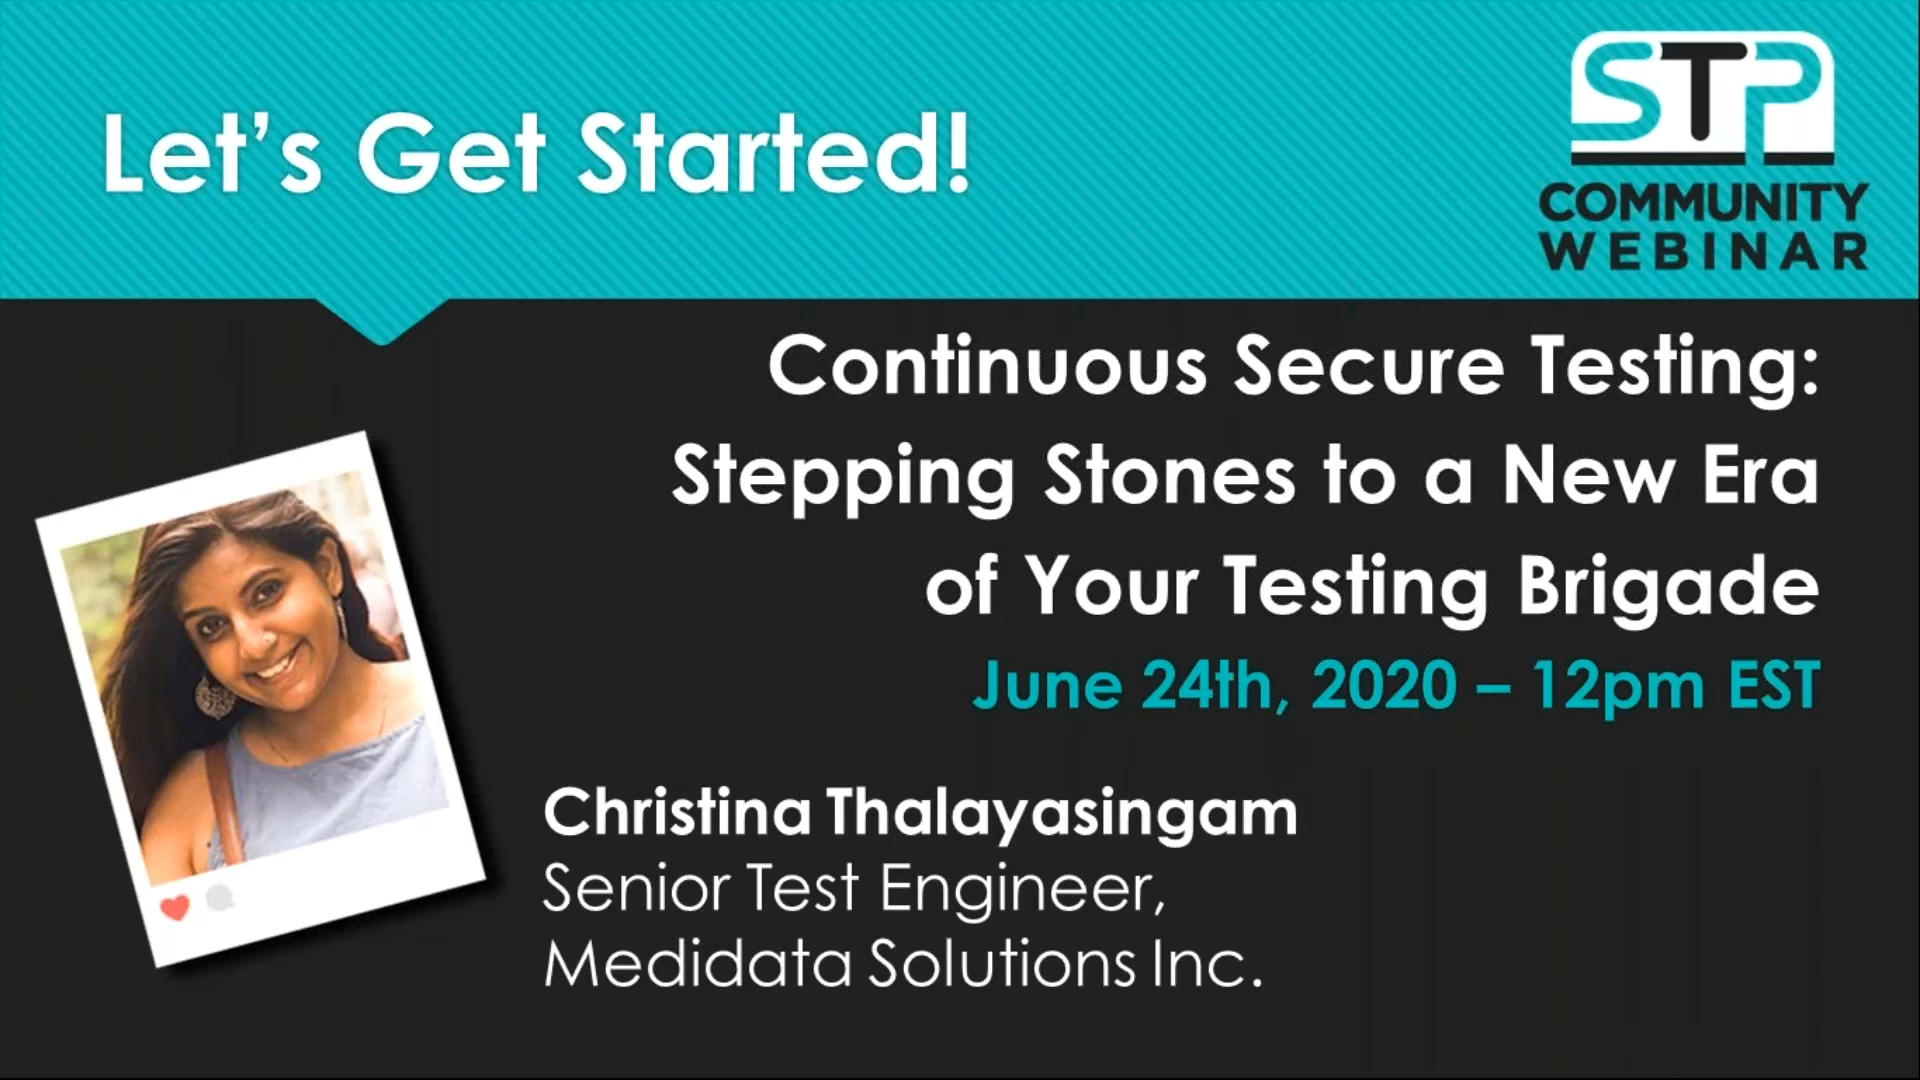 Let's Get Started!
STP
COMMUNITY
WEBINAR
Continuous Secure Testing:
Stepping Stones to a New Era
of Your Testing Brigade
June 24th, 2020 – 12pm EST
Christina Thalayasingam
Senior Test Engineer,
Medidata Solutions Inc.